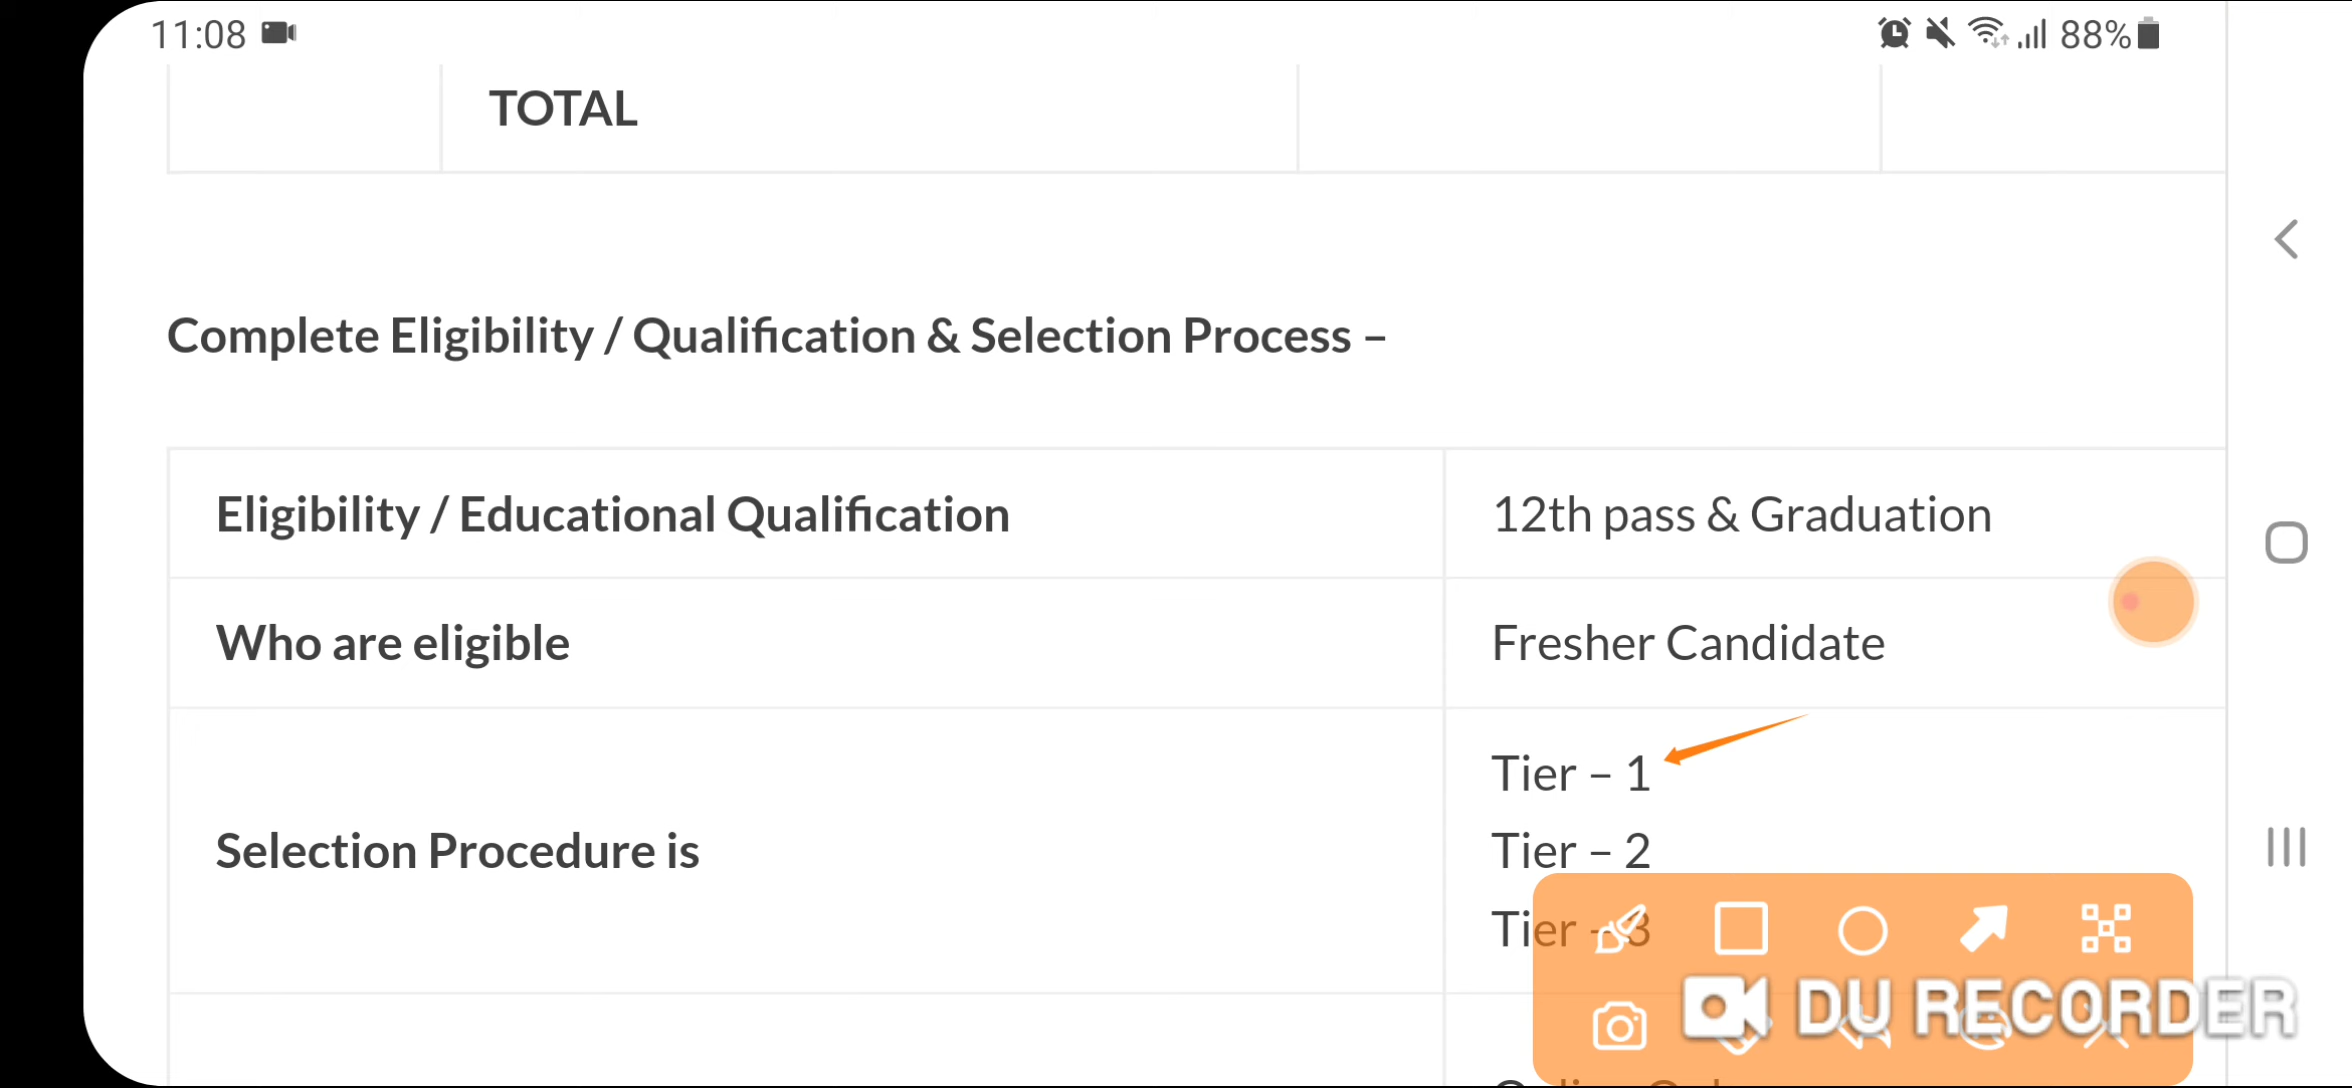 11:08
88%
TOTAL
Complete Eligibility / Qualification & Selection Process –
Eligibility / Educational Qualification
12th pass & Graduation
Who are eligible
Fresher Candidate
Selection Procedure is
Tier – 1
Tier – 2
Tier – 3
DU RECORDER